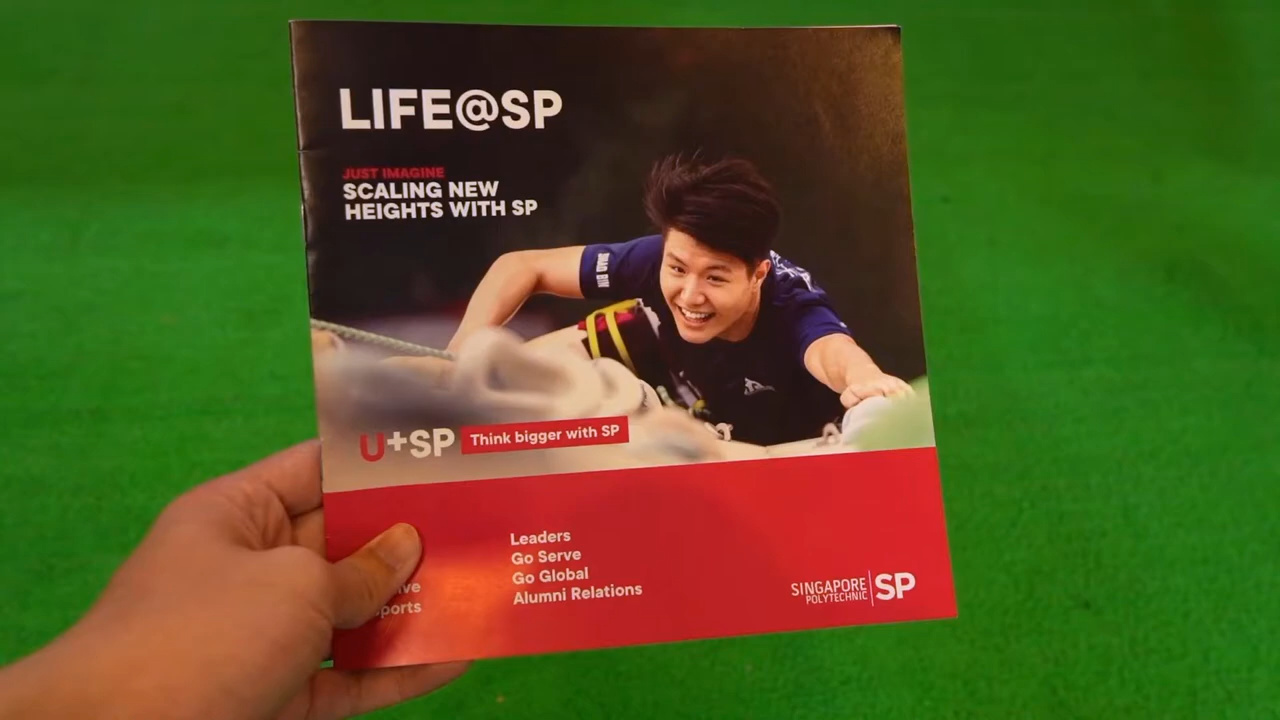 LIFE@SP
JUST IMAGINE
SCALING NEW
HEIGHTS WITH SP
U+SP Think bigger with SP
Leaders
Go Serve
Go Global
Alumni Relations
SINGAPORE
POLYTECHNIC
SP